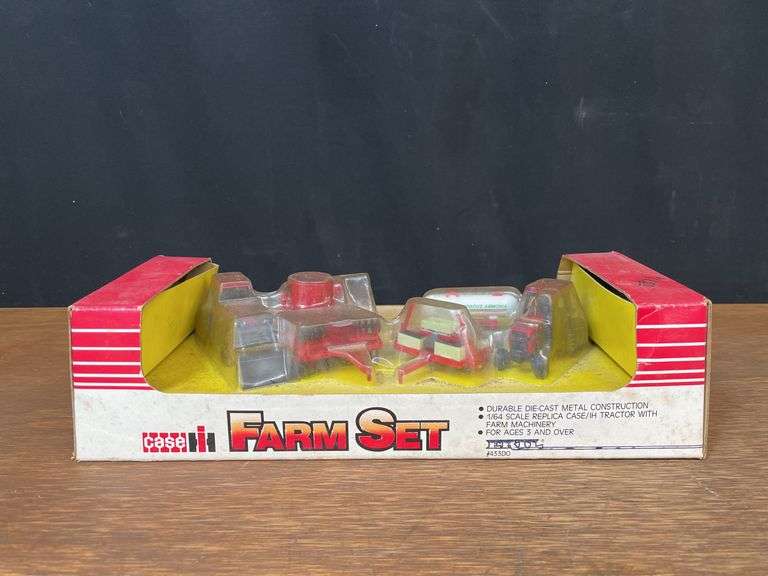 case IH
FARM SET
• DURABLE DIE-CAST METAL CONSTRUCTION
• 1/64 SCALE REPLICA CASE/IH TRACTOR WITH
FARM MACHINERY
• FOR AGES 3 AND OVER
#433DO